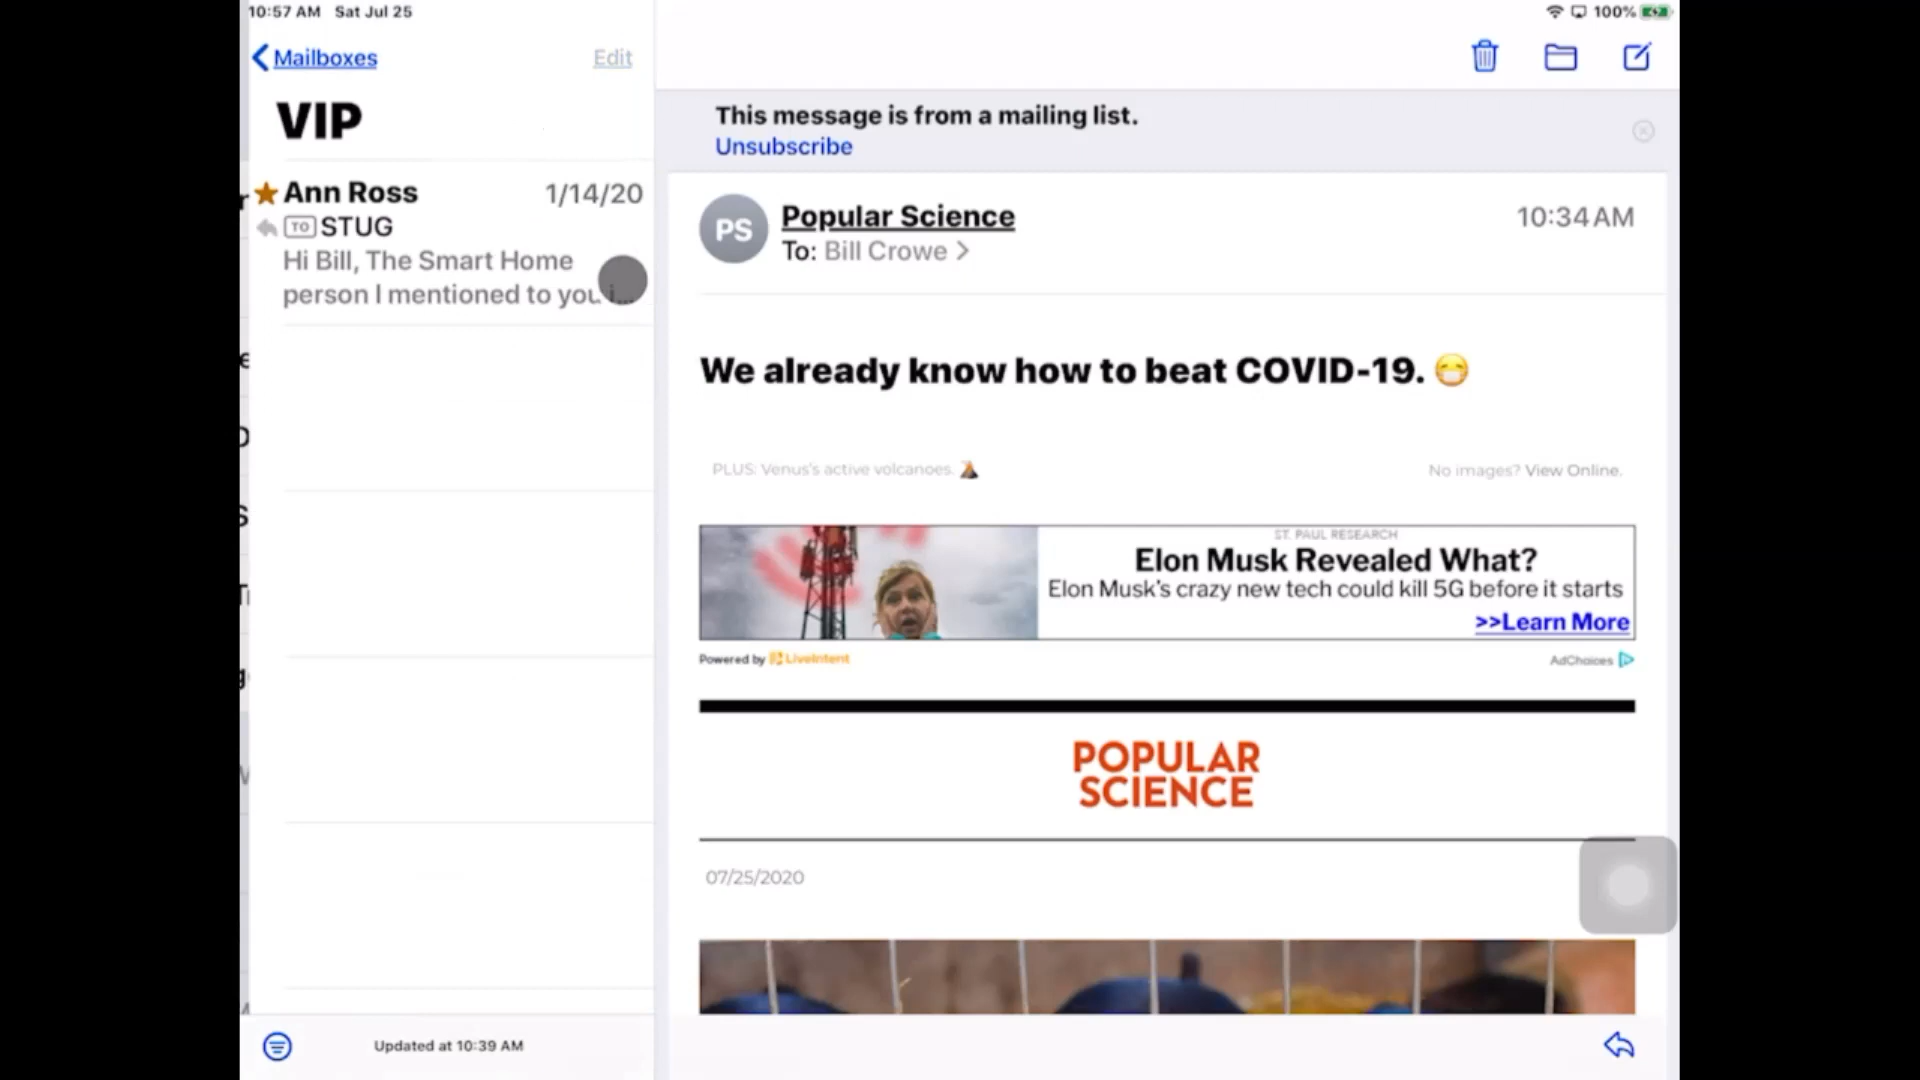 10:57 AM Sat Jul 25
100%
Mailboxes
Edit
VIP
Ann Ross
1/14/20
TO STUG
Hi Bill, The Smart Home
person I mentioned to you i...
Updated at 10:39 AM
This message is from a mailing list.
Unsubscribe
PS
Popular Science
10:34 AM
To: Bill Crowe
We already know how to beat COVID-19. 😷
PLUS: Venus's active volcanoes. 🌋
No images? View Online.
ST. PAUL RESEARCH
Elon Musk Revealed What?
Elon Musk's crazy new tech could kill 5G before it starts
>>Learn More
Powered by LiveIntent
AdChoices
POPULAR
SCIENCE
07/25/2020